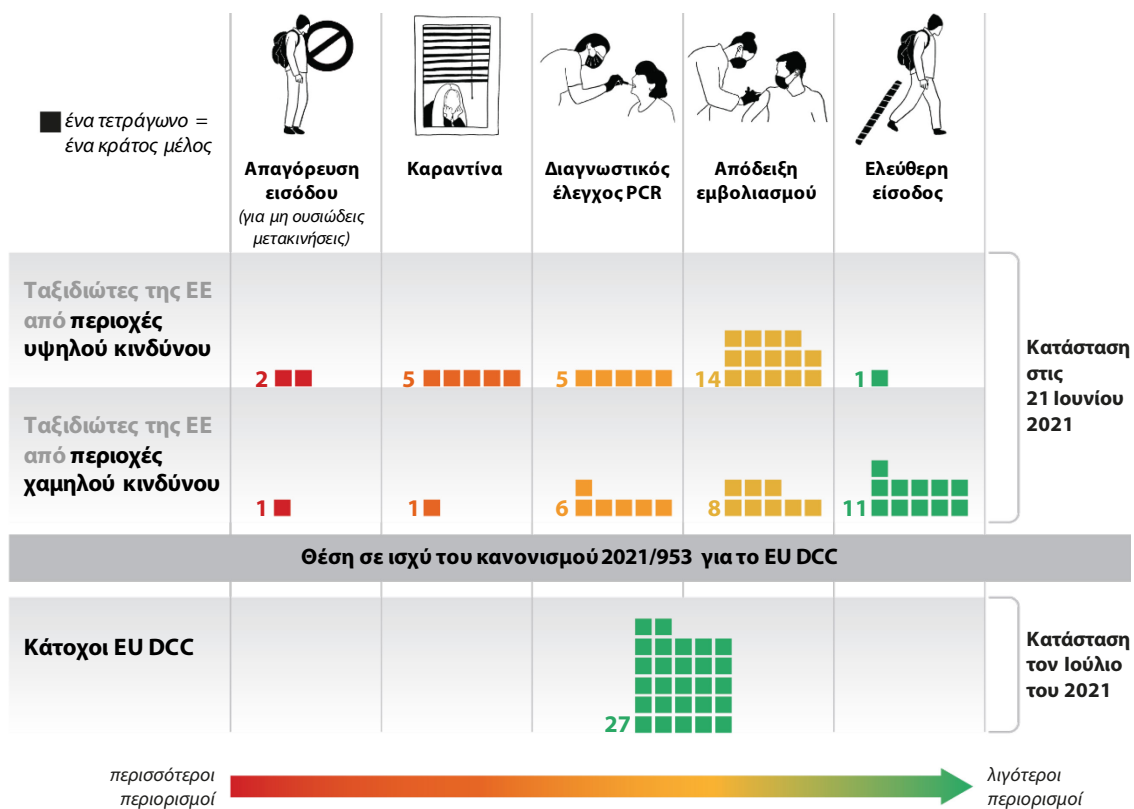 ένα τετράγωνο =
ένα κράτος μέλος
Απαγόρευση
εισόδου
(για μη ουσιώδεις
μετακινήσεις)
Καραντίνα
Διαγνωστικός
έλεγχος PCR
Απόδειξη
εμβολιασμού
Ελεύθερη
είσοδος
Ταξιδιώτες της ΕΕ
από περιοχές
υψηλού κινδύνου
2
5
5
14
1
Κατάσταση
στις
21 Ιουνίου
2021
Ταξιδιώτες της ΕΕ
από περιοχές
χαμηλού κινδύνου
1
1
6
8
11
Θέση σε ισχύ του κανονισμού 2021/953 για το EU DCC
Κάτοχοι EU DCC
27
Κατάσταση
τον Ιούλιο
του 2021
περισσότεροι
περιορισμοί
λιγότεροι
περιορισμοί